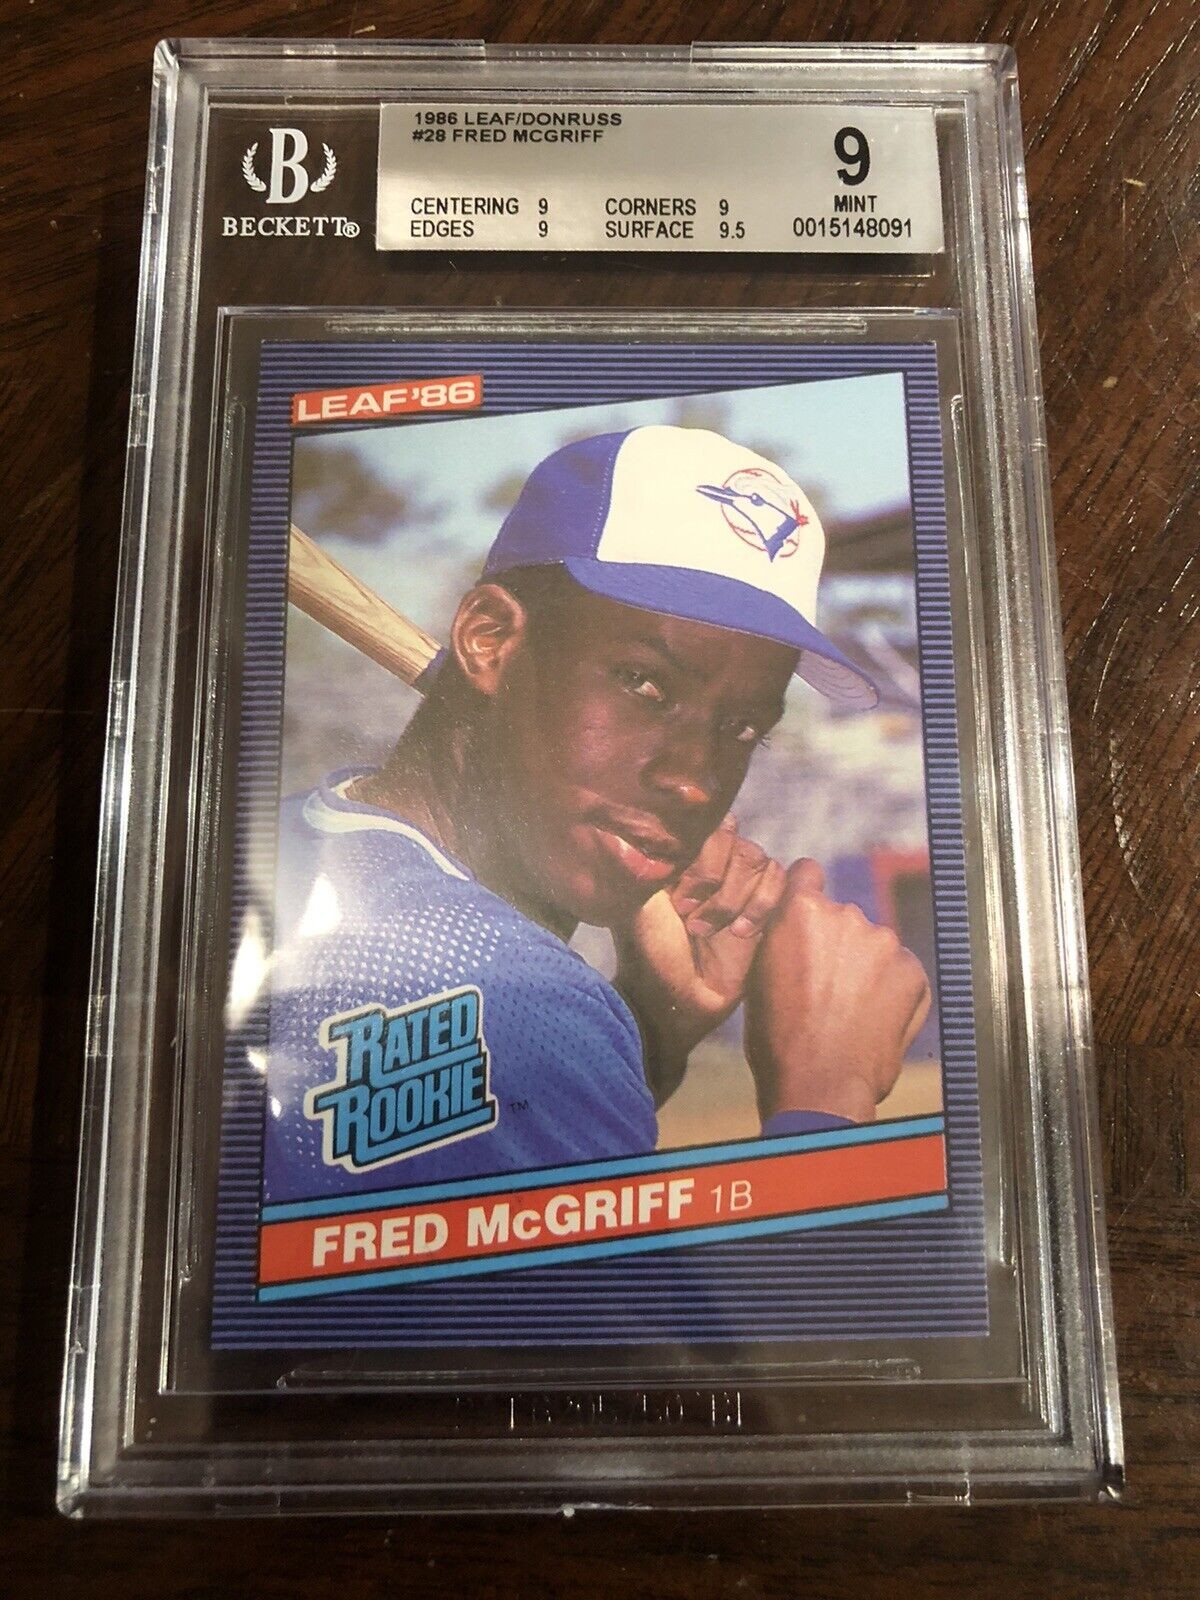 1986 LEAF/DONRUSS
#28 FRED MCGRIFF
9
MINT
CENTERING 9 CORNERS 9
EDGES 9 SURFACE 9.5 0015148091
B
BECKETT®
LEAF '86
RATED
ROOKIE ™
FRED McGRIFF 1B